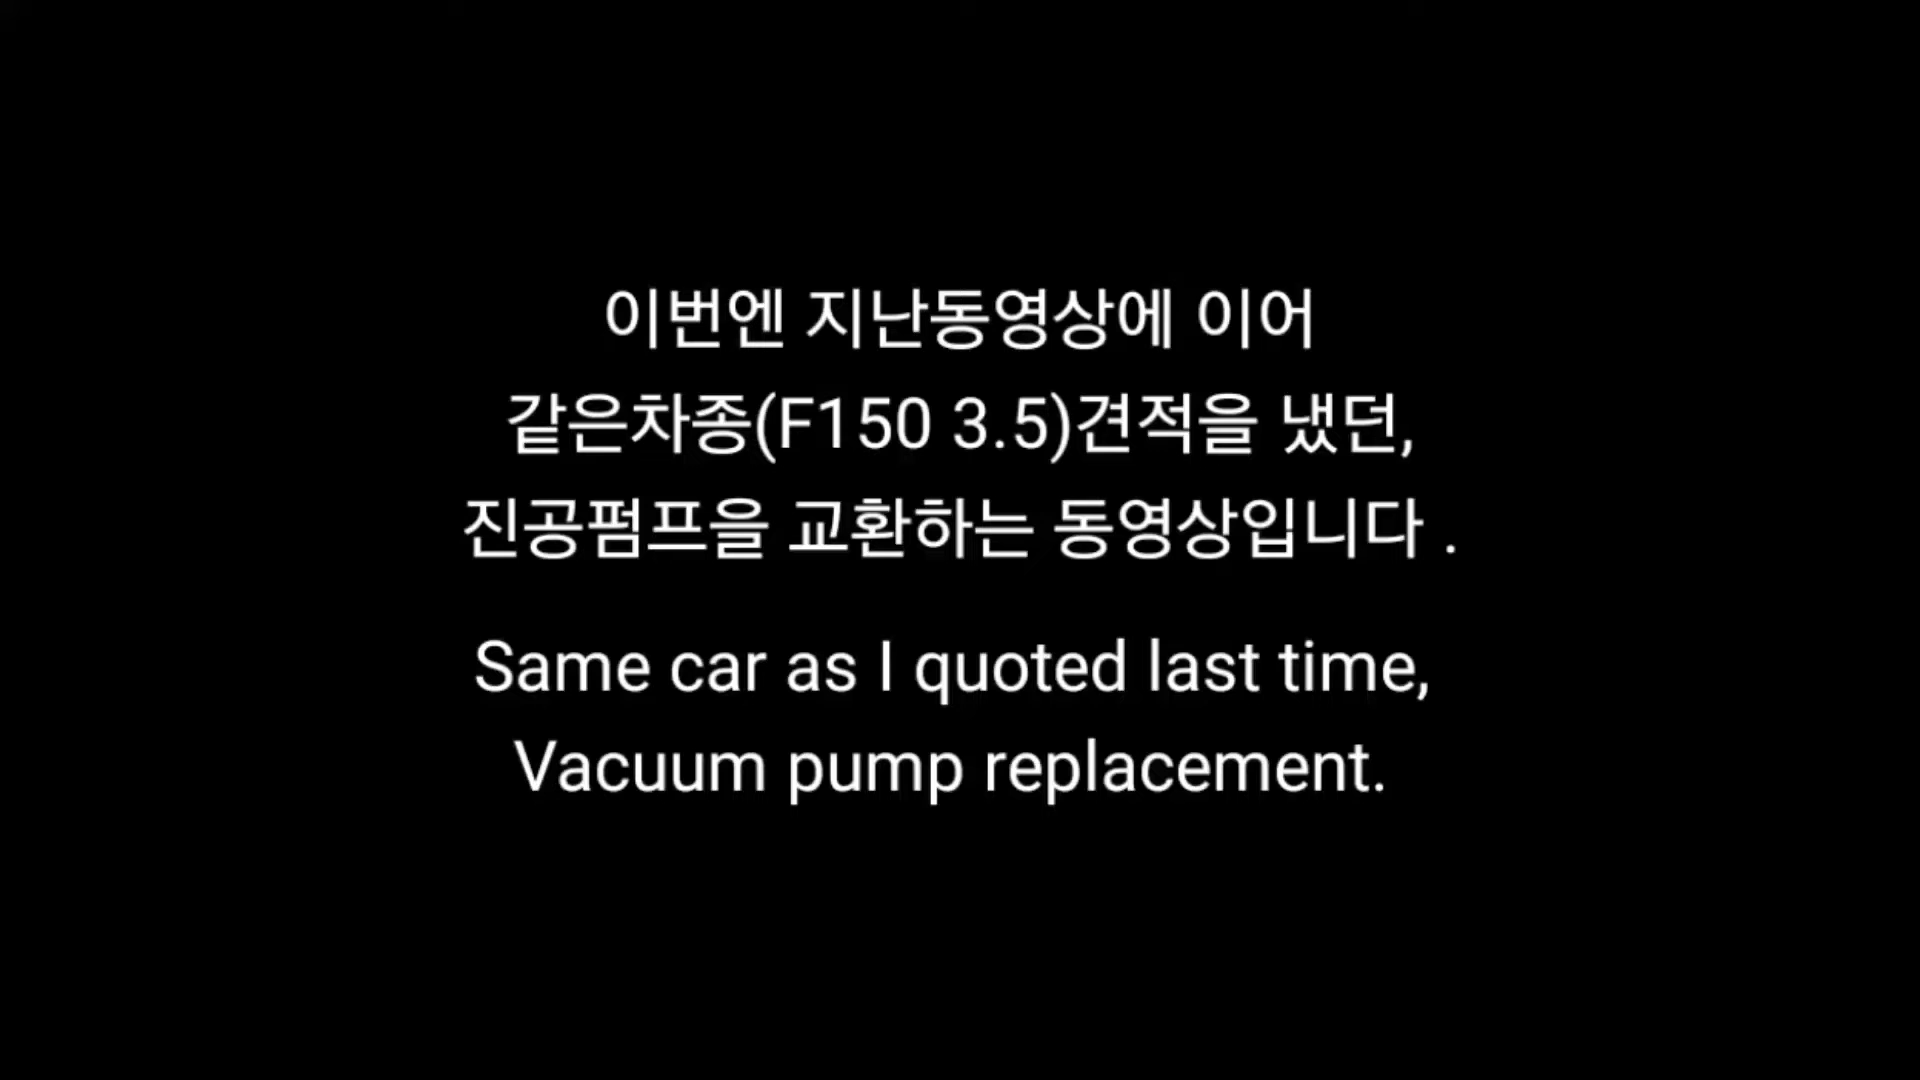 이번엔 지난동영상에 이어
같은차종(F150 3.5)견적을 냈던,
진공펌프을 교환하는 동영상입니다 .
Same car as I quoted last time,
Vacuum pump replacement.